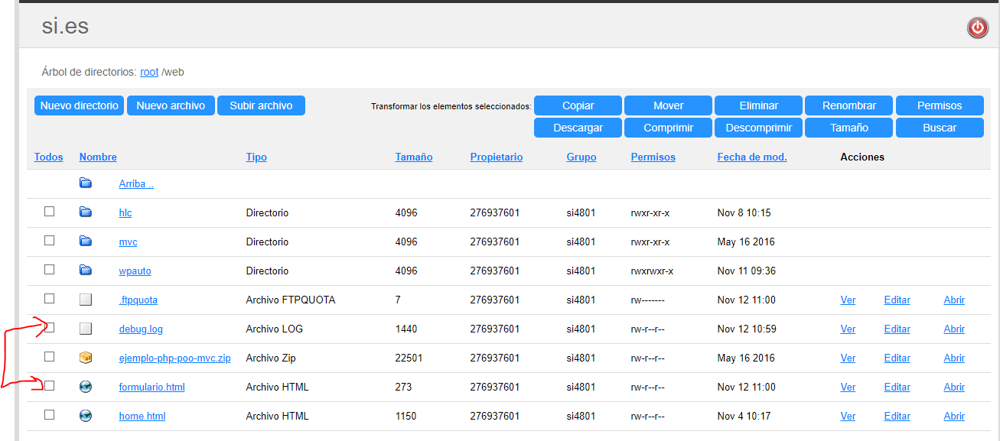 si.es
Árbol de directorios: root /web
Nuevo directorio Nuevo archivo Subir archivo Transformar los elementos seleccionados: Copiar Mover Eliminar Renombrar Permisos
Descargar Comprimir Descomprimir Tamaño Buscar
Todos Nombre Tipo Tamaño Propietario Grupo Permisos Fecha de mod. Acciones
Arriba ..
hlc Directorio 4096 276937601 si4801 rwxr-xr-x Nov 8 10:15
mvc Directorio 4096 276937601 si4801 rwxr-xr-x May 16 2016
wpauto Directorio 4096 276937601 si4801 rwxrwxr-x Nov 11 09:36
.ftpquota Archivo FTPQUOTA 7 276937601 si4801 rw------- Nov 12 11:00 Ver Editar Abrir
debug.log Archivo LOG 1440 276937601 si4801 rw-r--r-- Nov 12 10:59 Ver Editar Abrir
ejemplo-php-poo-mvc.zip Archivo Zip 22501 276937601 si4801 rw-r--r-- May 16 2016 Ver Editar Abrir
formulario.html Archivo HTML 273 276937601 si4801 rw-r--r-- Nov 12 11:00 Ver Editar Abrir
home.html Archivo HTML 1150 276937601 si4801 rw-r--r-- Nov 4 10:17 Ver Editar Abrir